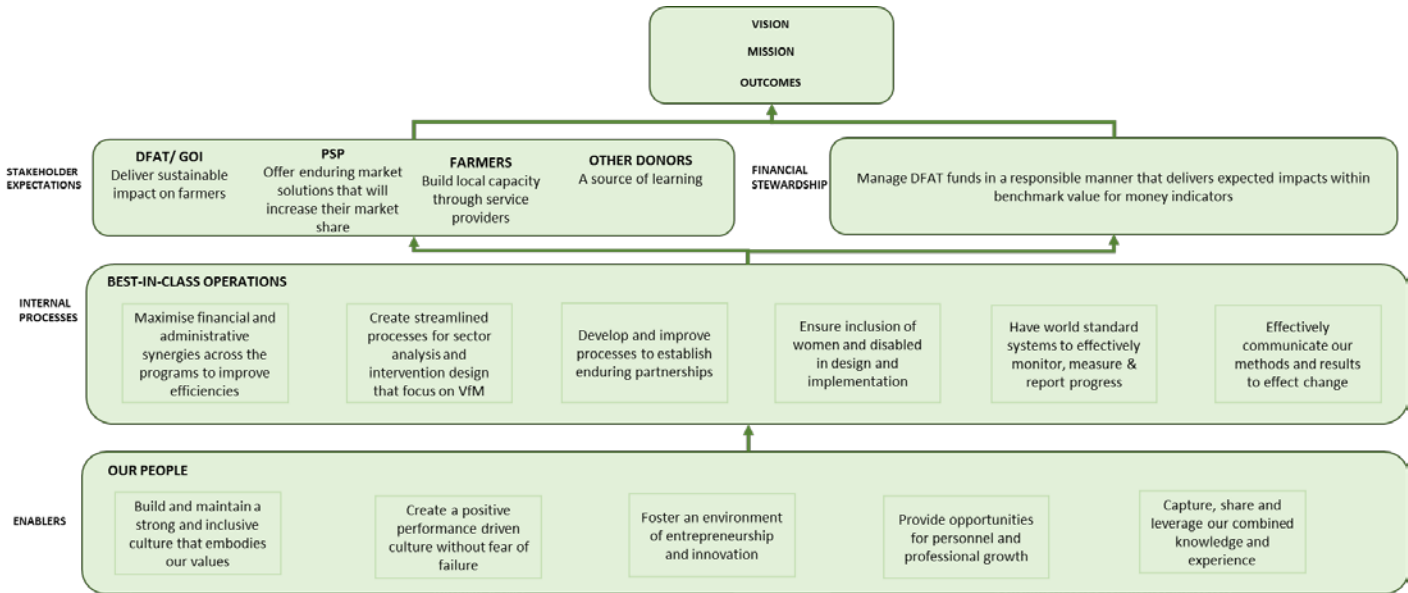 VISION
MISSION
OUTCOMES
STAKEHOLDER
EXPECTATIONS
DFAT/ GOI
Deliver sustainable
impact on farmers
PSP
Offer enduring market
solutions that will
increase their market
share
FARMERS
Build local capacity
through service
providers
OTHER DONORS
A source of learning
FINANCIAL
STEWARDSHIP
Manage DFAT funds in a responsible manner that delivers expected impacts within
benchmark value for money indicators
INTERNAL
PROCESSES
BEST-IN-CLASS OPERATIONS
Maximise financial and
administrative
synergies across the
programs to improve
efficiencies
Create streamlined
processes for sector
analysis and
intervention design
that focus on VfM
Develop and improve
processes to establish
enduring partnerships
Ensure inclusion of
women and disabled
in design and
implementation
Have world standard
systems to effectively
monitor, measure &
report progress
Effectively
communicate our
methods and results
to effect change
ENABLERS
OUR PEOPLE
Build and maintain a
strong and inclusive
culture that embodies
our values
Create a positive
performance driven
culture without fear of
failure
Foster an environment
of entrepreneurship
and innovation
Provide opportunities
for personnel and
professional growth
Capture, share and
leverage our combined
knowledge and
experience